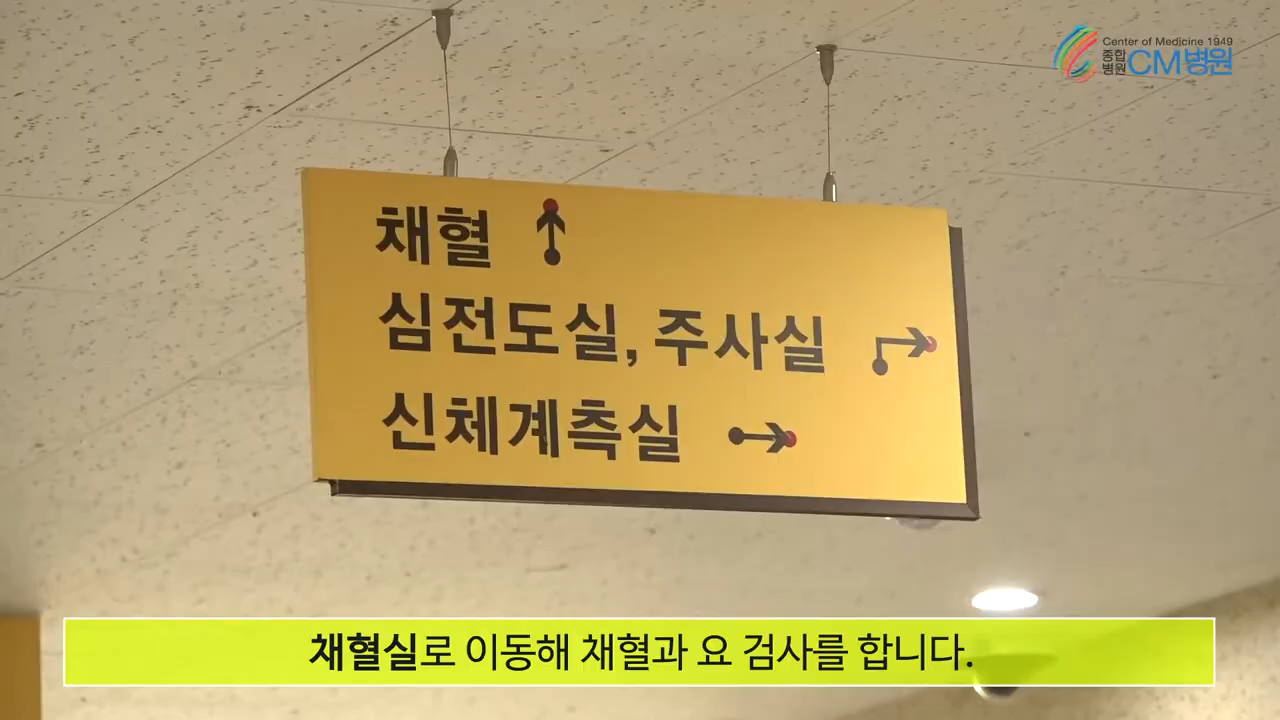 Center of Medicine 1949
종합병원 CM병원
채혈
심전도실, 주사실
신체계측실
채혈실로 이동해 채혈과 요 검사를 합니다.